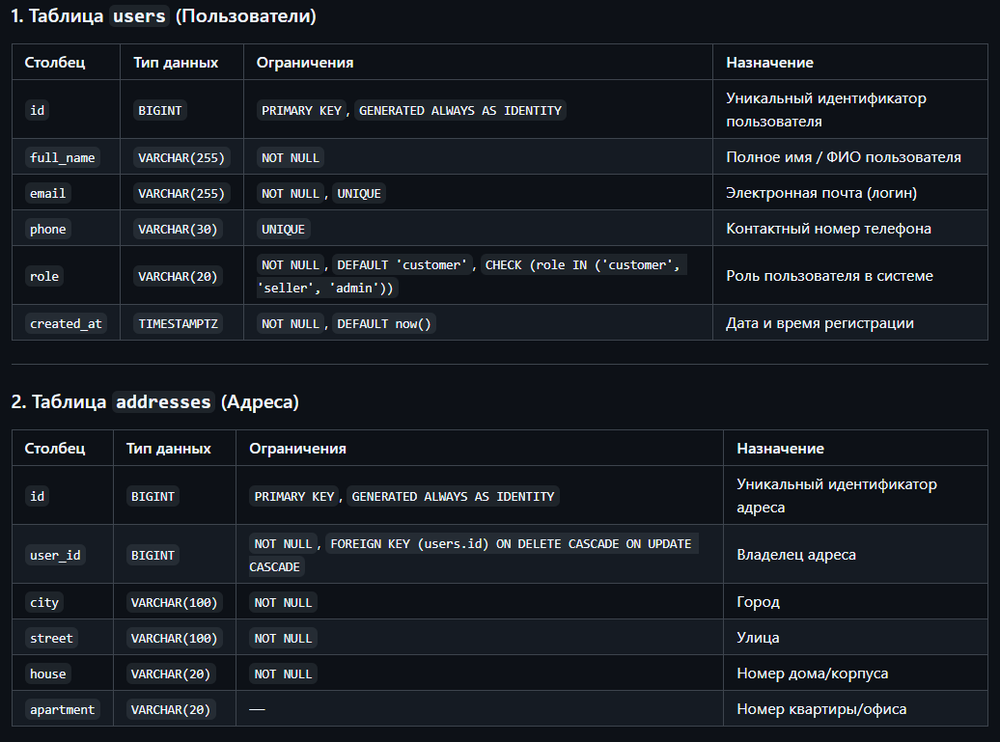 1. Таблица users (Пользователи)
Столбец Тип данных Ограничения Назначение
id BIGINT PRIMARY KEY, GENERATED ALWAYS AS IDENTITY Уникальный идентификатор
пользователя
full_name VARCHAR(255) NOT NULL Полное имя / ФИО пользователя
email VARCHAR(255) NOT NULL, UNIQUE Электронная почта (логин)
phone VARCHAR(30) UNIQUE Контактный номер телефона
role VARCHAR(20) NOT NULL, DEFAULT 'customer', CHECK (role IN ('customer',
'seller', 'admin')) Роль пользователя в системе
created_at TIMESTAMPTZ NOT NULL, DEFAULT now() Дата и время регистрации
2. Таблица addresses (Адреса)
Столбец Тип данных Ограничения Назначение
id BIGINT PRIMARY KEY, GENERATED ALWAYS AS IDENTITY Уникальный идентификатор
адреса
user_id BIGINT NOT NULL, FOREIGN KEY (users.id) ON DELETE CASCADE ON UPDATE
CASCADE Владелец адреса
city VARCHAR(100) NOT NULL Город
street VARCHAR(100) NOT NULL Улица
house VARCHAR(20) NOT NULL Номер дома/корпуса
apartment VARCHAR(20) — Номер квартиры/офиса